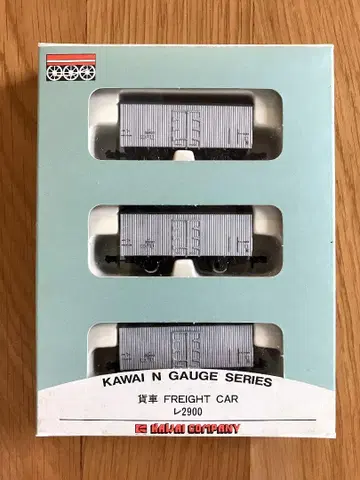 KAWAI N GAUGE SERIES
貨車 FREIGHT CAR
レ2900
KAWAI COMPANY